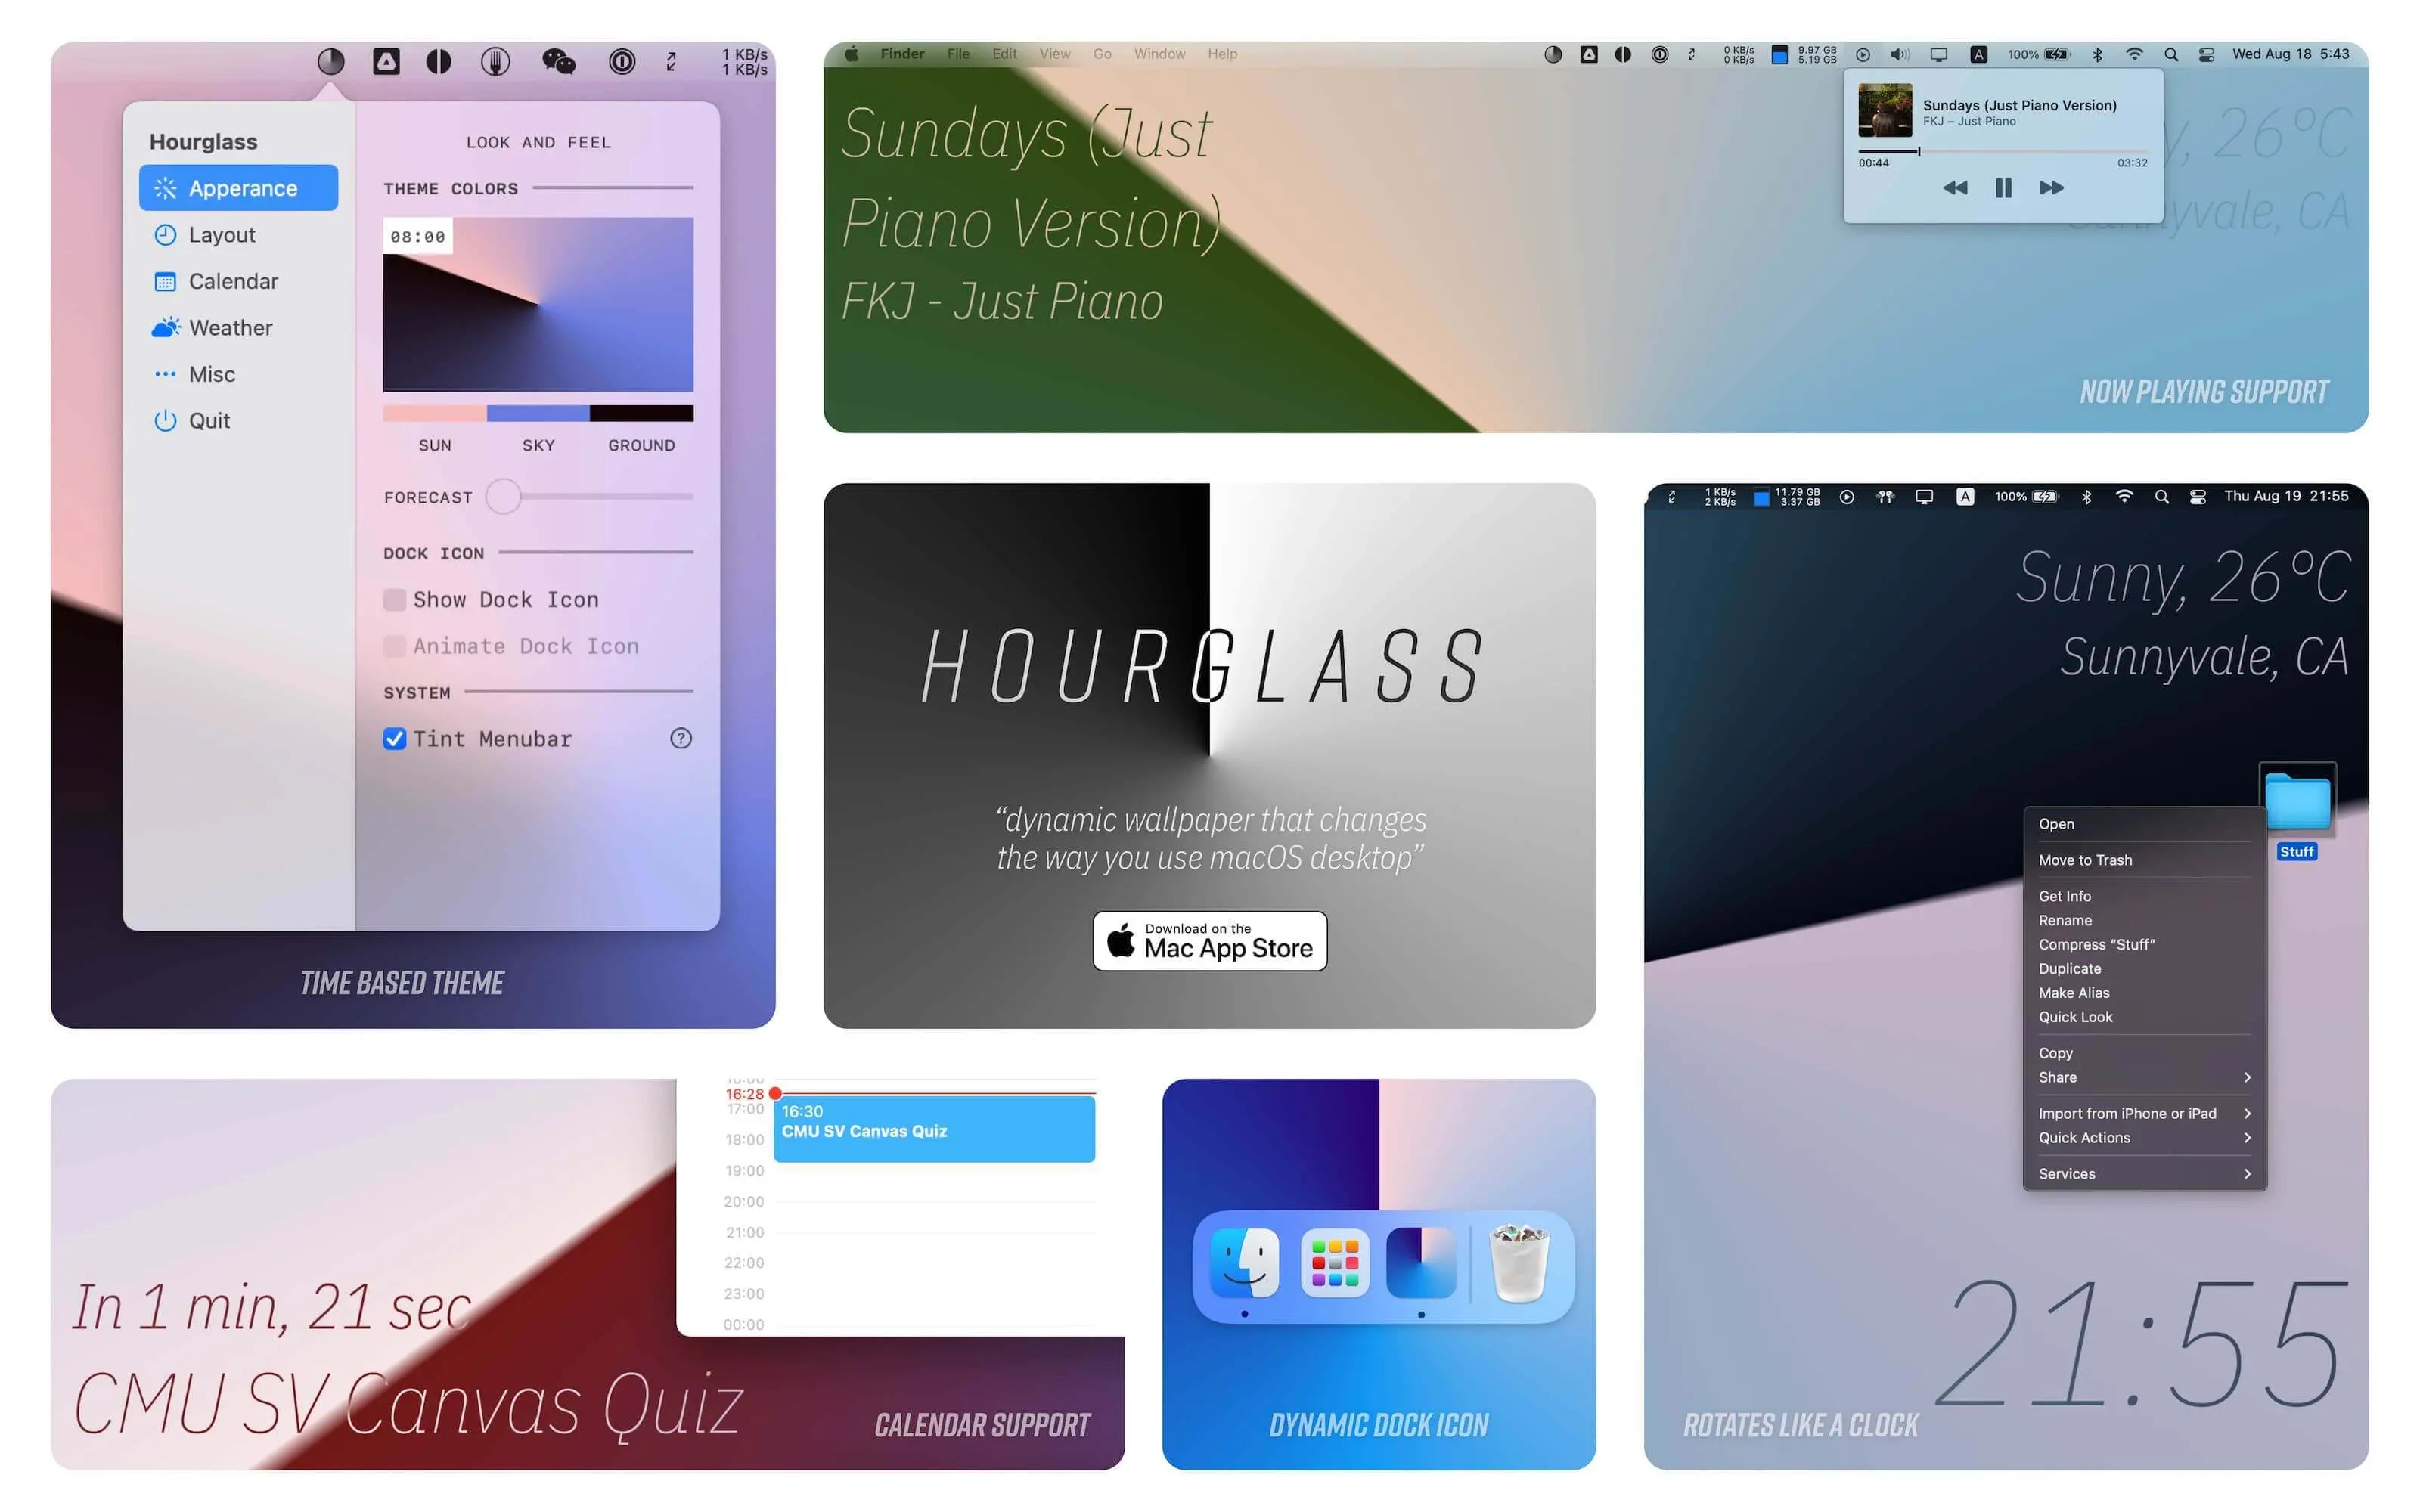 1 KB/s
1 KB/s
Hourglass
Apperance
Layout
Calendar
Weather
Misc
Quit
LOOK AND FEEL
THEME COLORS
08:00
SUN SKY GROUND
FORECAST
DOCK ICON
Show Dock Icon
Animate Dock Icon
SYSTEM
Tint Menubar ?
TIME BASED THEME
Finder File Edit View Go Window Help
0 KB/s
0 KB/s
9.97 GB
5.19 GB
A 100% Wed Aug 18 5:43
Sundays (Just
Piano Version)
FKJ - Just Piano
Sundays (Just Piano Version)
FKJ – Just Piano
00:44 03:32
y, 26°C
yvale, CA
NOW PLAYING SUPPORT
HOURGLASS
“dynamic wallpaper that changes
the way you use macOS desktop”
Download on the
Mac App Store
1 KB/s
2 KB/s
11.79 GB
3.37 GB
A 100% Thu Aug 19 21:55
Sunny, 26°C
Sunnyvale, CA
Stuff
Open
Move to Trash
Get Info
Rename
Compress “Stuff”
Duplicate
Make Alias
Quick Look
Copy
Share
Import from iPhone or iPad
Quick Actions
Services
21:55
ROTATES LIKE A CLOCK
16:28
17:00
18:00
19:00
20:00
21:00
22:00
23:00
00:00
16:30
CMU SV Canvas Quiz
In 1 min, 21 sec
CMU SV Canvas Quiz
CALENDAR SUPPORT
DYNAMIC DOCK ICON